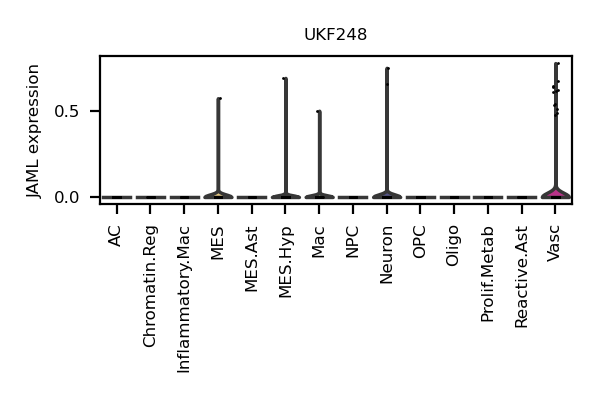 UKF248
JAML expression
0.5
0.0
AC
Chromatin.Reg
Inflammatory.Mac
MES
MES.Ast
MES.Hyp
Mac
NPC
Neuron
OPC
Oligo
Prolif.Metab
Reactive.Ast
Vasc